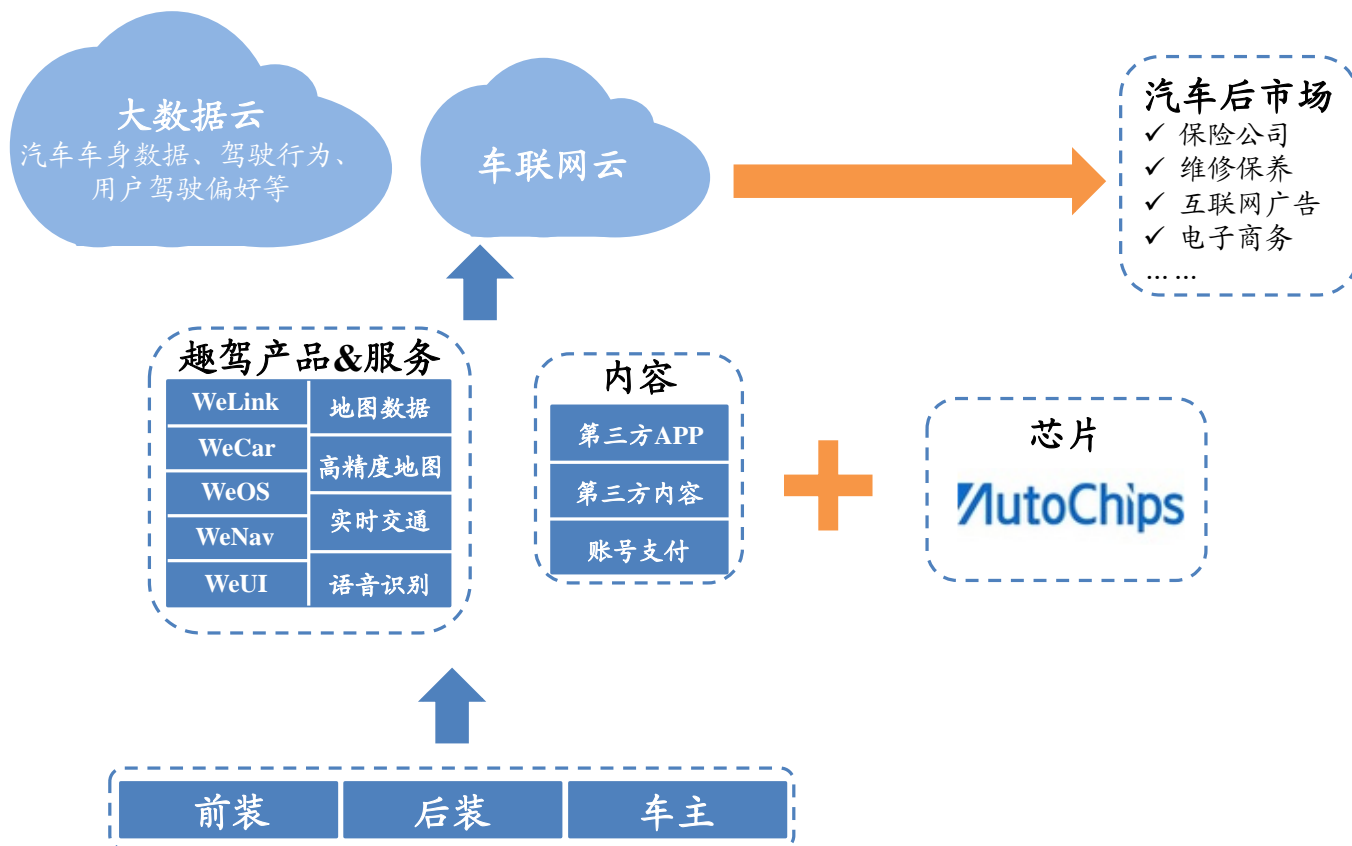 大数据云
汽车车身数据、驾驶行为、
用户驾驶偏好等
车联网云
汽车后市场
✓ 保险公司
✓ 维修保养
✓ 互联网广告
✓ 电子商务
... ...
趣驾产品&服务
WeLink
WeCar
WeOS
WeNav
WeUI
地图数据
高精度地图
实时交通
语音识别
内容
第三方APP
第三方内容
账号支付
芯片
AutoChips
前装
后装
车主